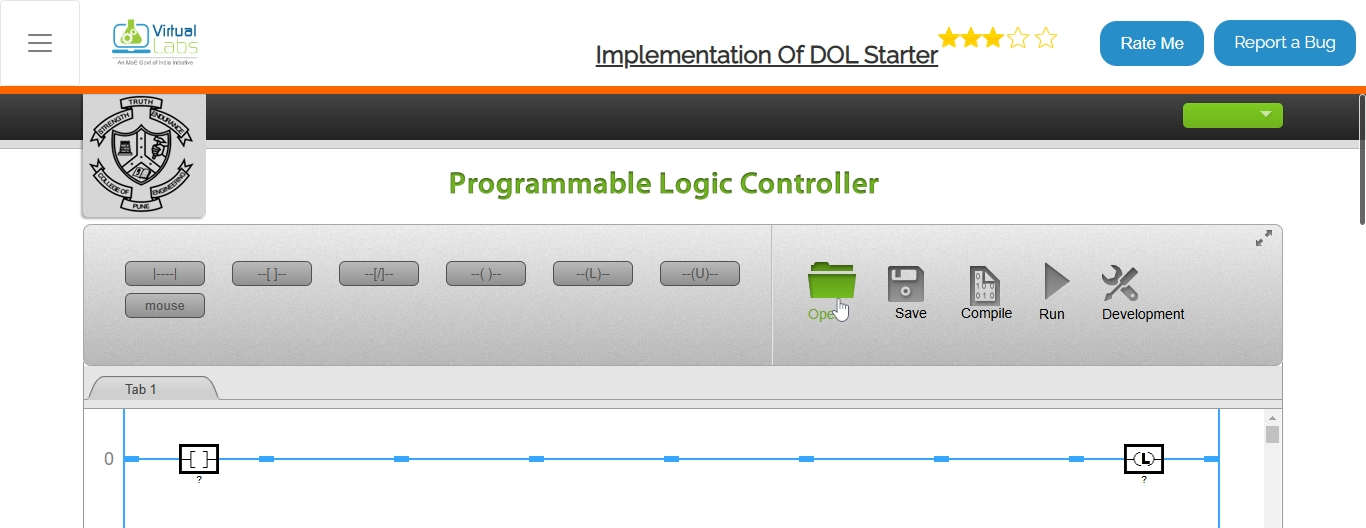 Virtual
Labs
An MoE Govt of India Initiative
Implementation Of DOL Starter
Rate Me
Report a Bug
TRUTH
STRENGTH
ENDURANCE
COLLEGE OF
ENGINEERING
PUNE
Programmable Logic Controller
|----|
--[ ]--
--[/]--
--( )--
--(L)--
--(U)--
mouse
Ope
Save
Compile
Run
Development
Tab 1
0
[ ]
?
(L)
?